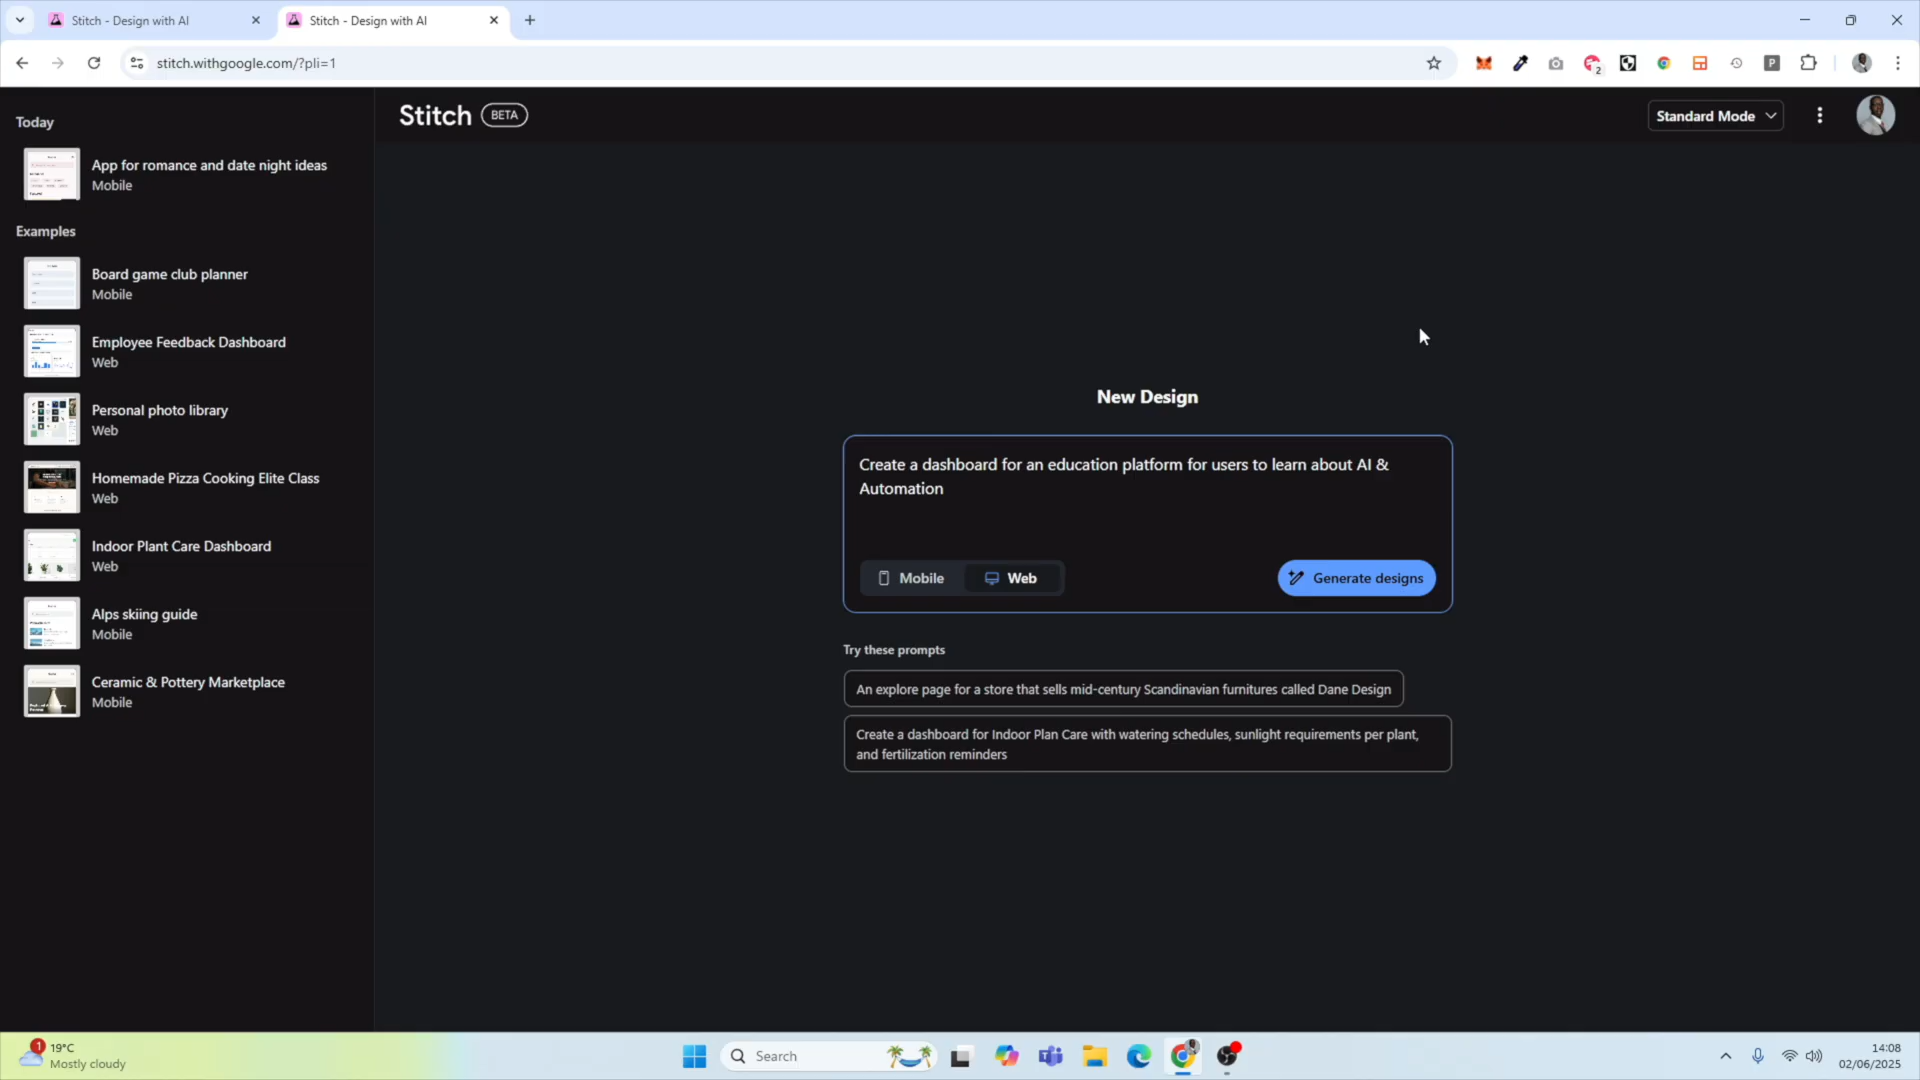 Stitch - Design with AI
Stitch - Design with AI
stitch.withgoogle.com/?pli=1
2
P
Today
App for romance and date night ideas
Mobile
Examples
Board game club planner
Mobile
Employee Feedback Dashboard
Web
Personal photo library
Web
Homemade Pizza Cooking Elite Class
Web
Indoor Plant Care Dashboard
Web
Alps skiing guide
Mobile
Ceramic & Pottery Marketplace
Mobile
Stitch BETA
Standard Mode
New Design
Create a dashboard for an education platform for users to learn about AI &
Automation
Mobile
Web
Generate designs
Try these prompts
An explore page for a store that sells mid-century Scandinavian furnitures called Dane Design
Create a dashboard for Indoor Plan Care with watering schedules, sunlight requirements per plant,
and fertilization reminders
1
19°C
Mostly cloudy
Search
14:08
02/06/2025